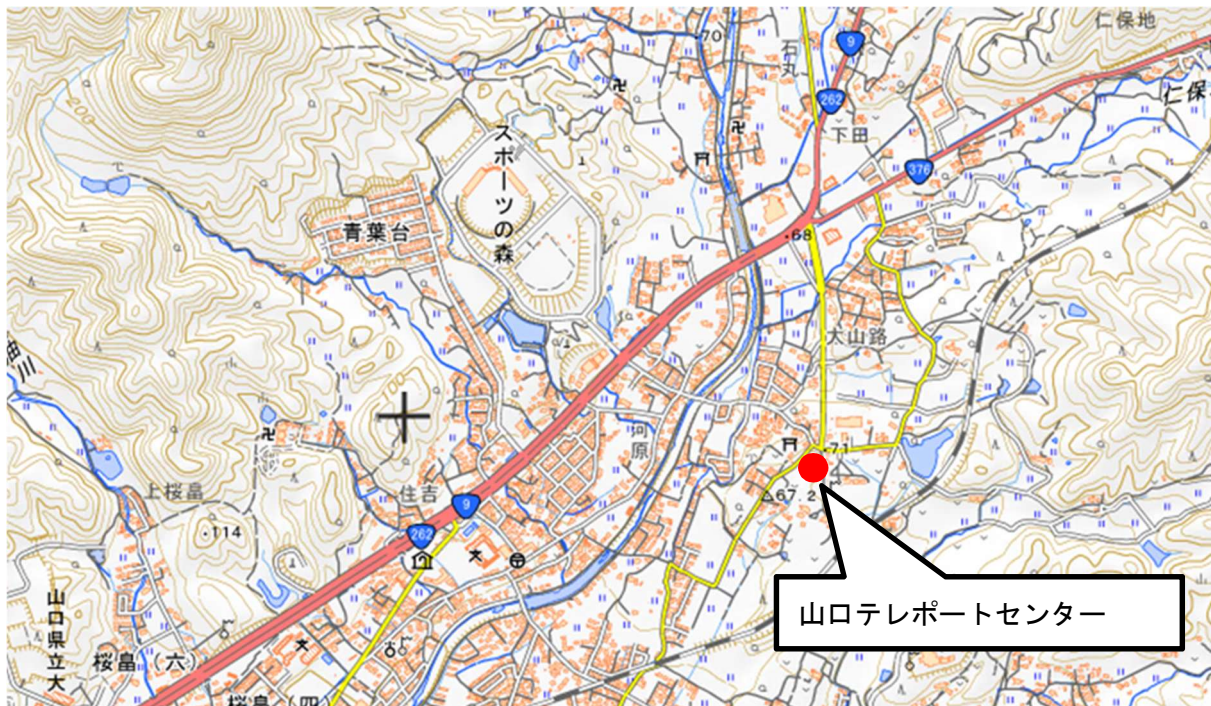 仁保地
・70
石丸
9
262
仁保
下田
スポーツの森
376
青葉台
・68
大山路
油川
河原
・71
上桜畠
住吉
△67.2
9
・114
262
山口テレポートセンター
山口県立大
桜畠(六)
桜畠(四)
200